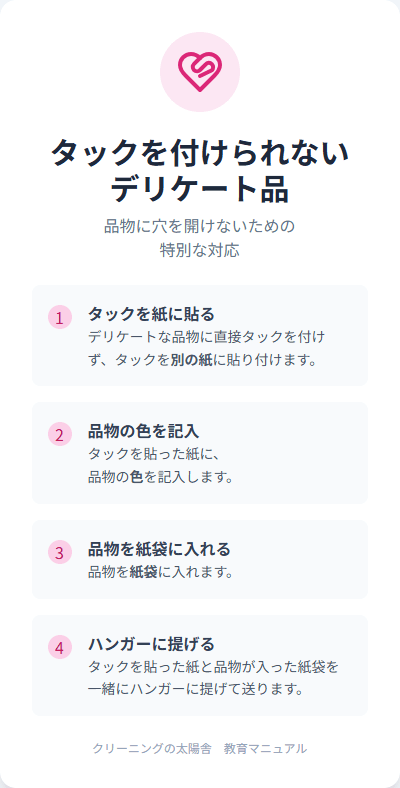 タックを付けられない
デリケート品
品物に穴を開けないための
特別な対応
1
タックを紙に貼る
デリケートな品物に直接タックを付け
ず、タックを別の紙に貼り付けます。
2
品物の色を記入
タックを貼った紙に、
品物の色を記入します。
3
品物を紙袋に入れる
品物を紙袋に入れます。
4
ハンガーに提げる
タックを貼った紙と品物が入った紙袋を
一緒にハンガーに提げて送ります。
クリーニングの太陽舎　教育マニュアル